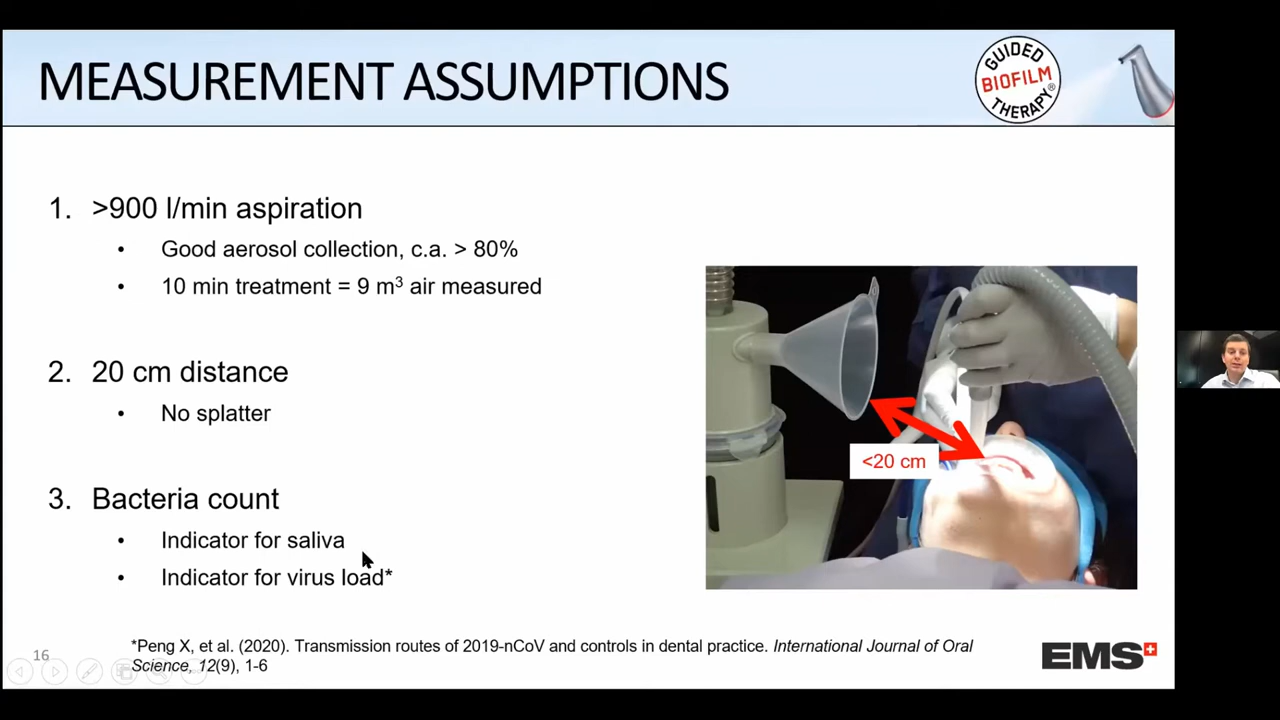 MEASUREMENT ASSUMPTIONS
GUIDED
BIOFILM
THERAPY®
1. >900 l/min aspiration
• Good aerosol collection, c.a. > 80%
• 10 min treatment = 9 m³ air measured
2. 20 cm distance
• No splatter
<20 cm
3. Bacteria count
• Indicator for saliva
• Indicator for virus load*
*Peng X, et al. (2020). Transmission routes of 2019-nCoV and controls in dental practice. International Journal of Oral
Science, 12(9), 1-6
16
EMS